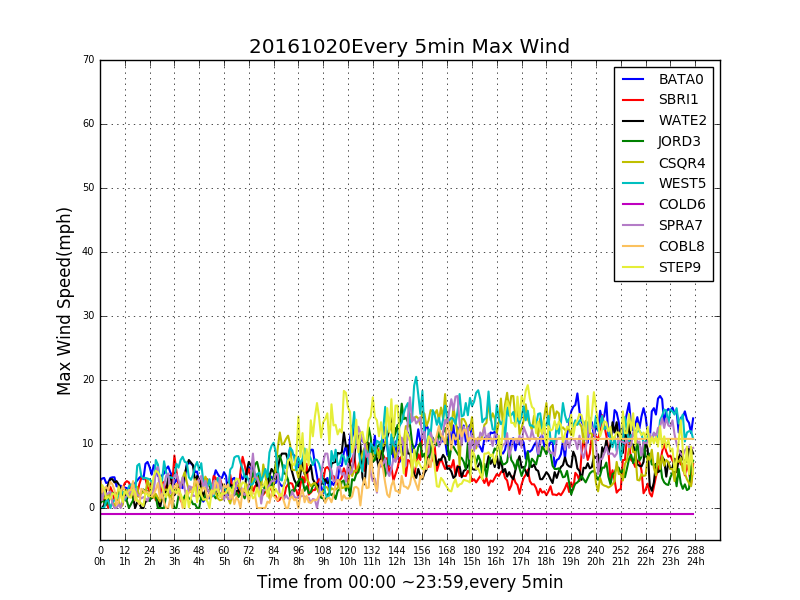 20161020Every 5min Max Wind
70
60
50
40
30
20
10
0
Max Wind Speed(mph)
BATA0
SBRI1
WATE2
JORD3
CSQR4
WEST5
COLD6
SPRA7
COBL8
STEP9
0 12 24 36 48 60 72 84 96 108 120 132 144 156 168 180 192 204 216 228 240 252 264 276 288
0h 1h 2h 3h 4h 5h 6h 7h 8h 9h 10h 11h 12h 13h 14h 15h 16h 17h 18h 19h 20h 21h 22h 23h 24h
Time from 00:00 ~23:59,every 5min